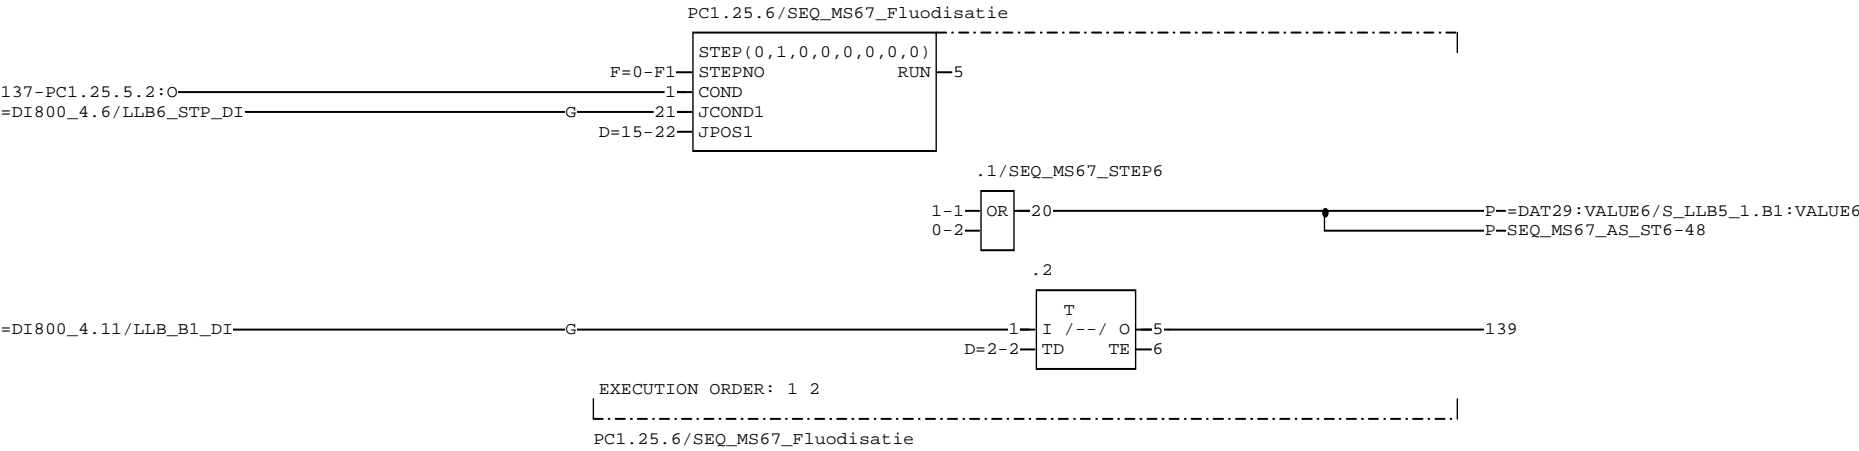 PC1.25.6/SEQ_MS67_Fluodisatie
STEP(0,1,0,0,0,0,0,0)
F=0-F1 STEPNO RUN 5
137-PC1.25.5.2:O 1 COND
=DI800_4.6/LLB6_STP_DI G 21 JCOND1
D=15-22 JPOS1
.1/SEQ_MS67_STEP6
1-1 OR 20 P-=DAT29:VALUE6/S_LLB5_1.B1:VALUE6
0-2 P-SEQ_MS67_AS_ST6-48
.2
T
=DI800_4.11/LLB_B1_DI G 1 I /--/ O 5 139
D=2-2 TD TE 6
EXECUTION ORDER: 1 2
PC1.25.6/SEQ_MS67_Fluodisatie